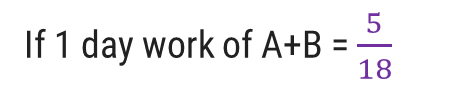 If 1 day work of A+B = 5/18